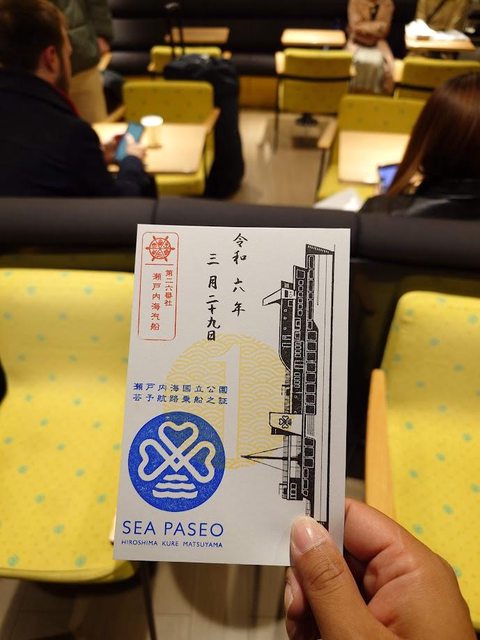 令和六年
三月二十九日
第二六番社
瀬戸内海汽船
1
瀬戸内海国立公園
芸予航路乗船之証
SEA PASEO
HIROSHIMA KURE MATSUYAMA